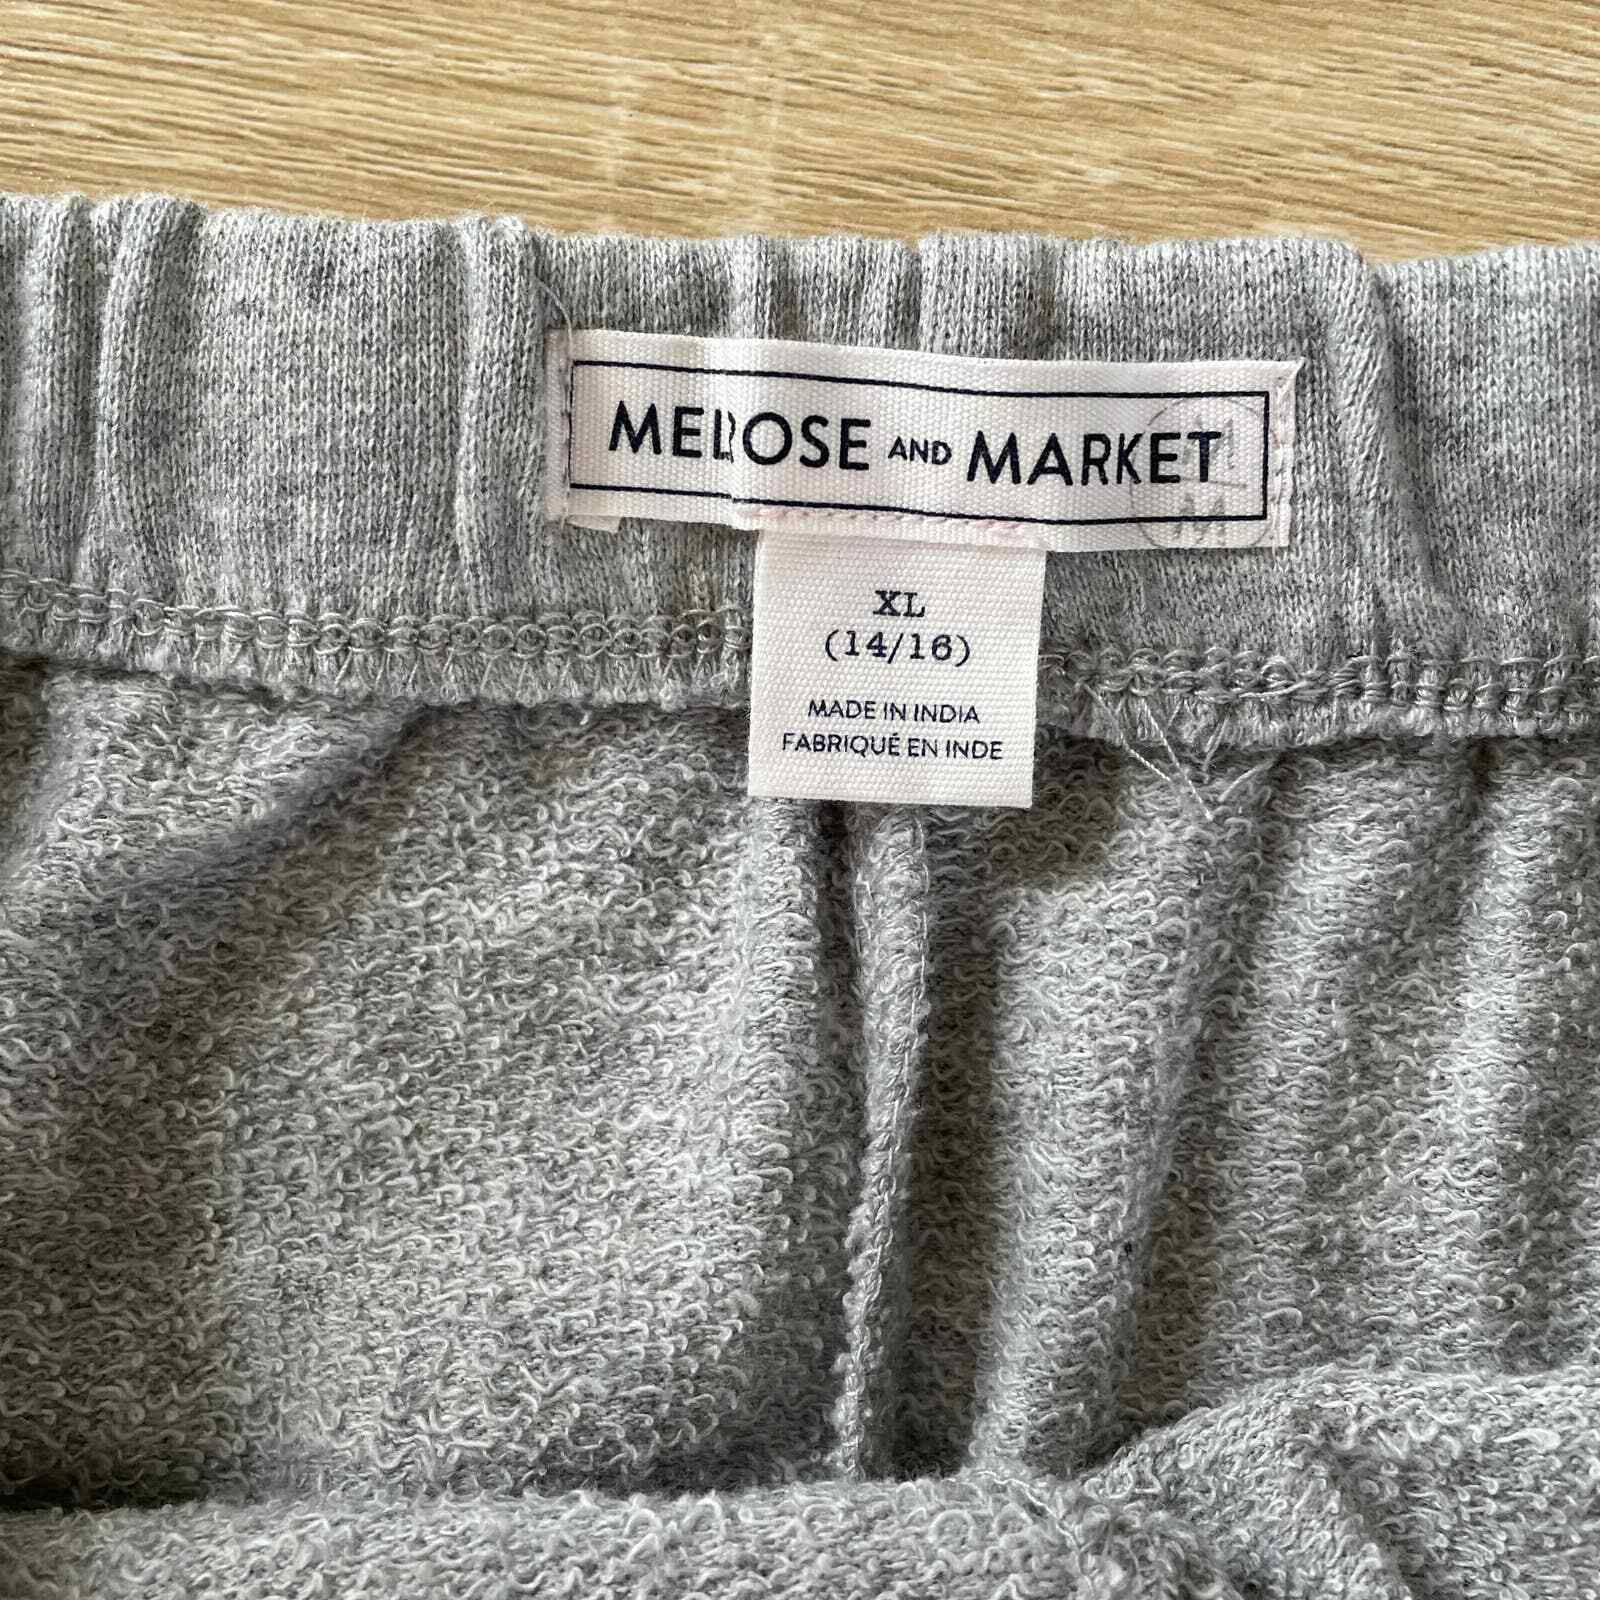 MELROSE AND MARKET
XL
(14/16)
MADE IN INDIA
FABRIQUÉ EN INDE